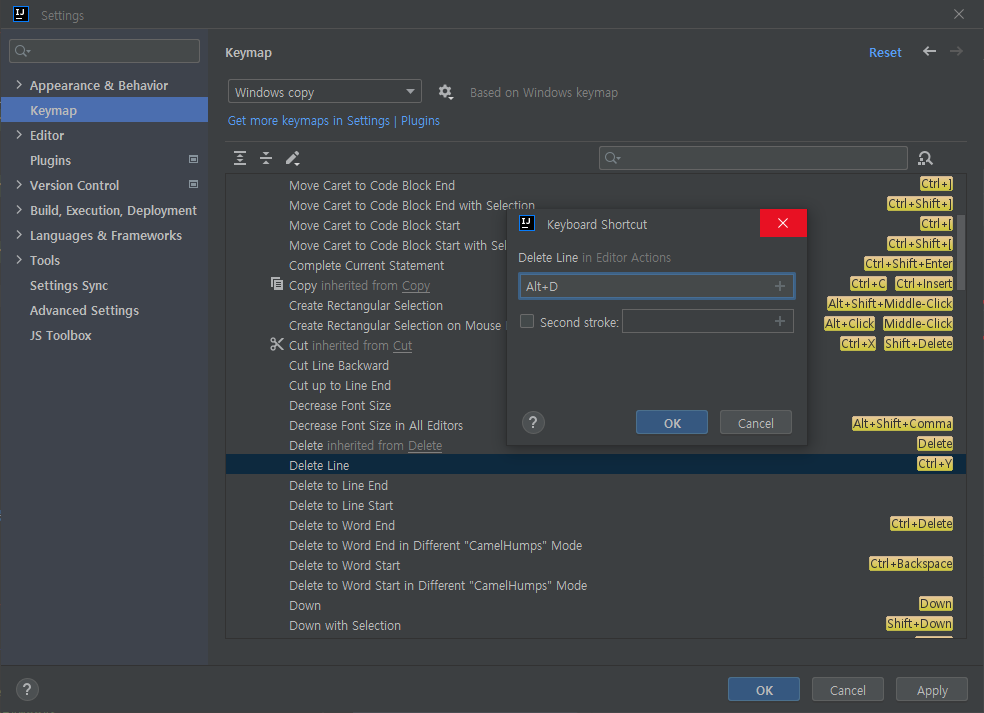 Settings
Appearance & Behavior
Keymap
Editor
Plugins
Version Control
Build, Execution, Deployment
Languages & Frameworks
Tools
Settings Sync
Advanced Settings
JS Toolbox
Keymap
Reset
Windows copy
Based on Windows keymap
Get more keymaps in Settings | Plugins
Move Caret to Code Block End Ctrl+]
Move Caret to Code Block End with Selection Ctrl+Shift+]
Move Caret to Code Block Start Ctrl+[
Move Caret to Code Block Start with Sel Ctrl+Shift+[
Complete Current Statement Ctrl+Shift+Enter
Copy inherited from Copy Ctrl+C Ctrl+Insert
Create Rectangular Selection Alt+Shift+Middle-Click
Create Rectangular Selection on Mouse Alt+Click Middle-Click
Cut inherited from Cut Ctrl+X Shift+Delete
Cut Line Backward
Cut up to Line End
Decrease Font Size
Decrease Font Size in All Editors Alt+Shift+Comma
Delete inherited from Delete Delete
Delete Line Ctrl+Y
Delete to Line End
Delete to Line Start
Delete to Word End Ctrl+Delete
Delete to Word End in Different "CamelHumps" Mode
Delete to Word Start Ctrl+Backspace
Delete to Word Start in Different "CamelHumps" Mode
Down Down
Down with Selection Shift+Down
Keyboard Shortcut
Delete Line in Editor Actions
Alt+D
Second stroke:
? OK Cancel
? OK Cancel Apply